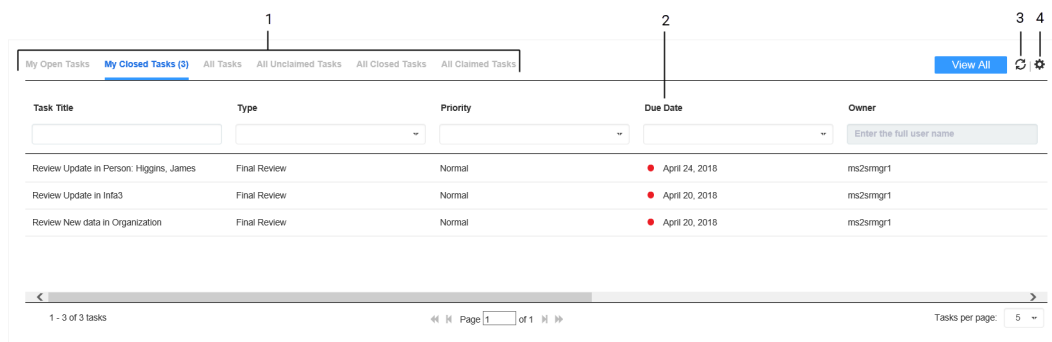 1 2 3 4
My Open Tasks My Closed Tasks (3) All Tasks All Unclaimed Tasks All Closed Tasks All Claimed Tasks View All
Task Title Type Priority Due Date Owner
Enter the full user name
Review Update in Person: Higgins, James Final Review Normal April 24, 2018 ms2srmgr1
Review Update in Infa3 Final Review Normal April 20, 2018 ms2srmgr1
Review New data in Organization Final Review Normal April 20, 2018 ms2srmgr1
1 - 3 of 3 tasks Page 1 of 1 Tasks per page: 5